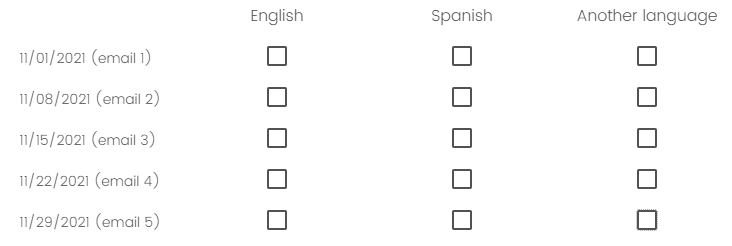 English Spanish Another language
11/01/2021 (email 1)
11/08/2021 (email 2)
11/15/2021 (email 3)
11/22/2021 (email 4)
11/29/2021 (email 5)